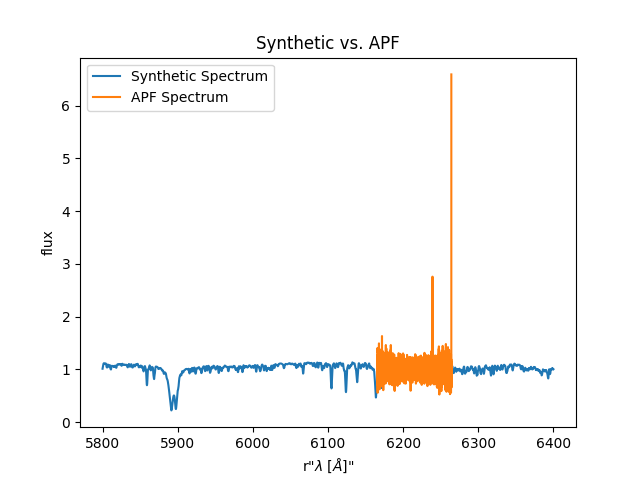 Synthetic vs. APF
Synthetic Spectrum
APF Spectrum
flux
6
5
4
3
2
1
0
5800 5900 6000 6100 6200 6300 6400
r"λ [Å]"